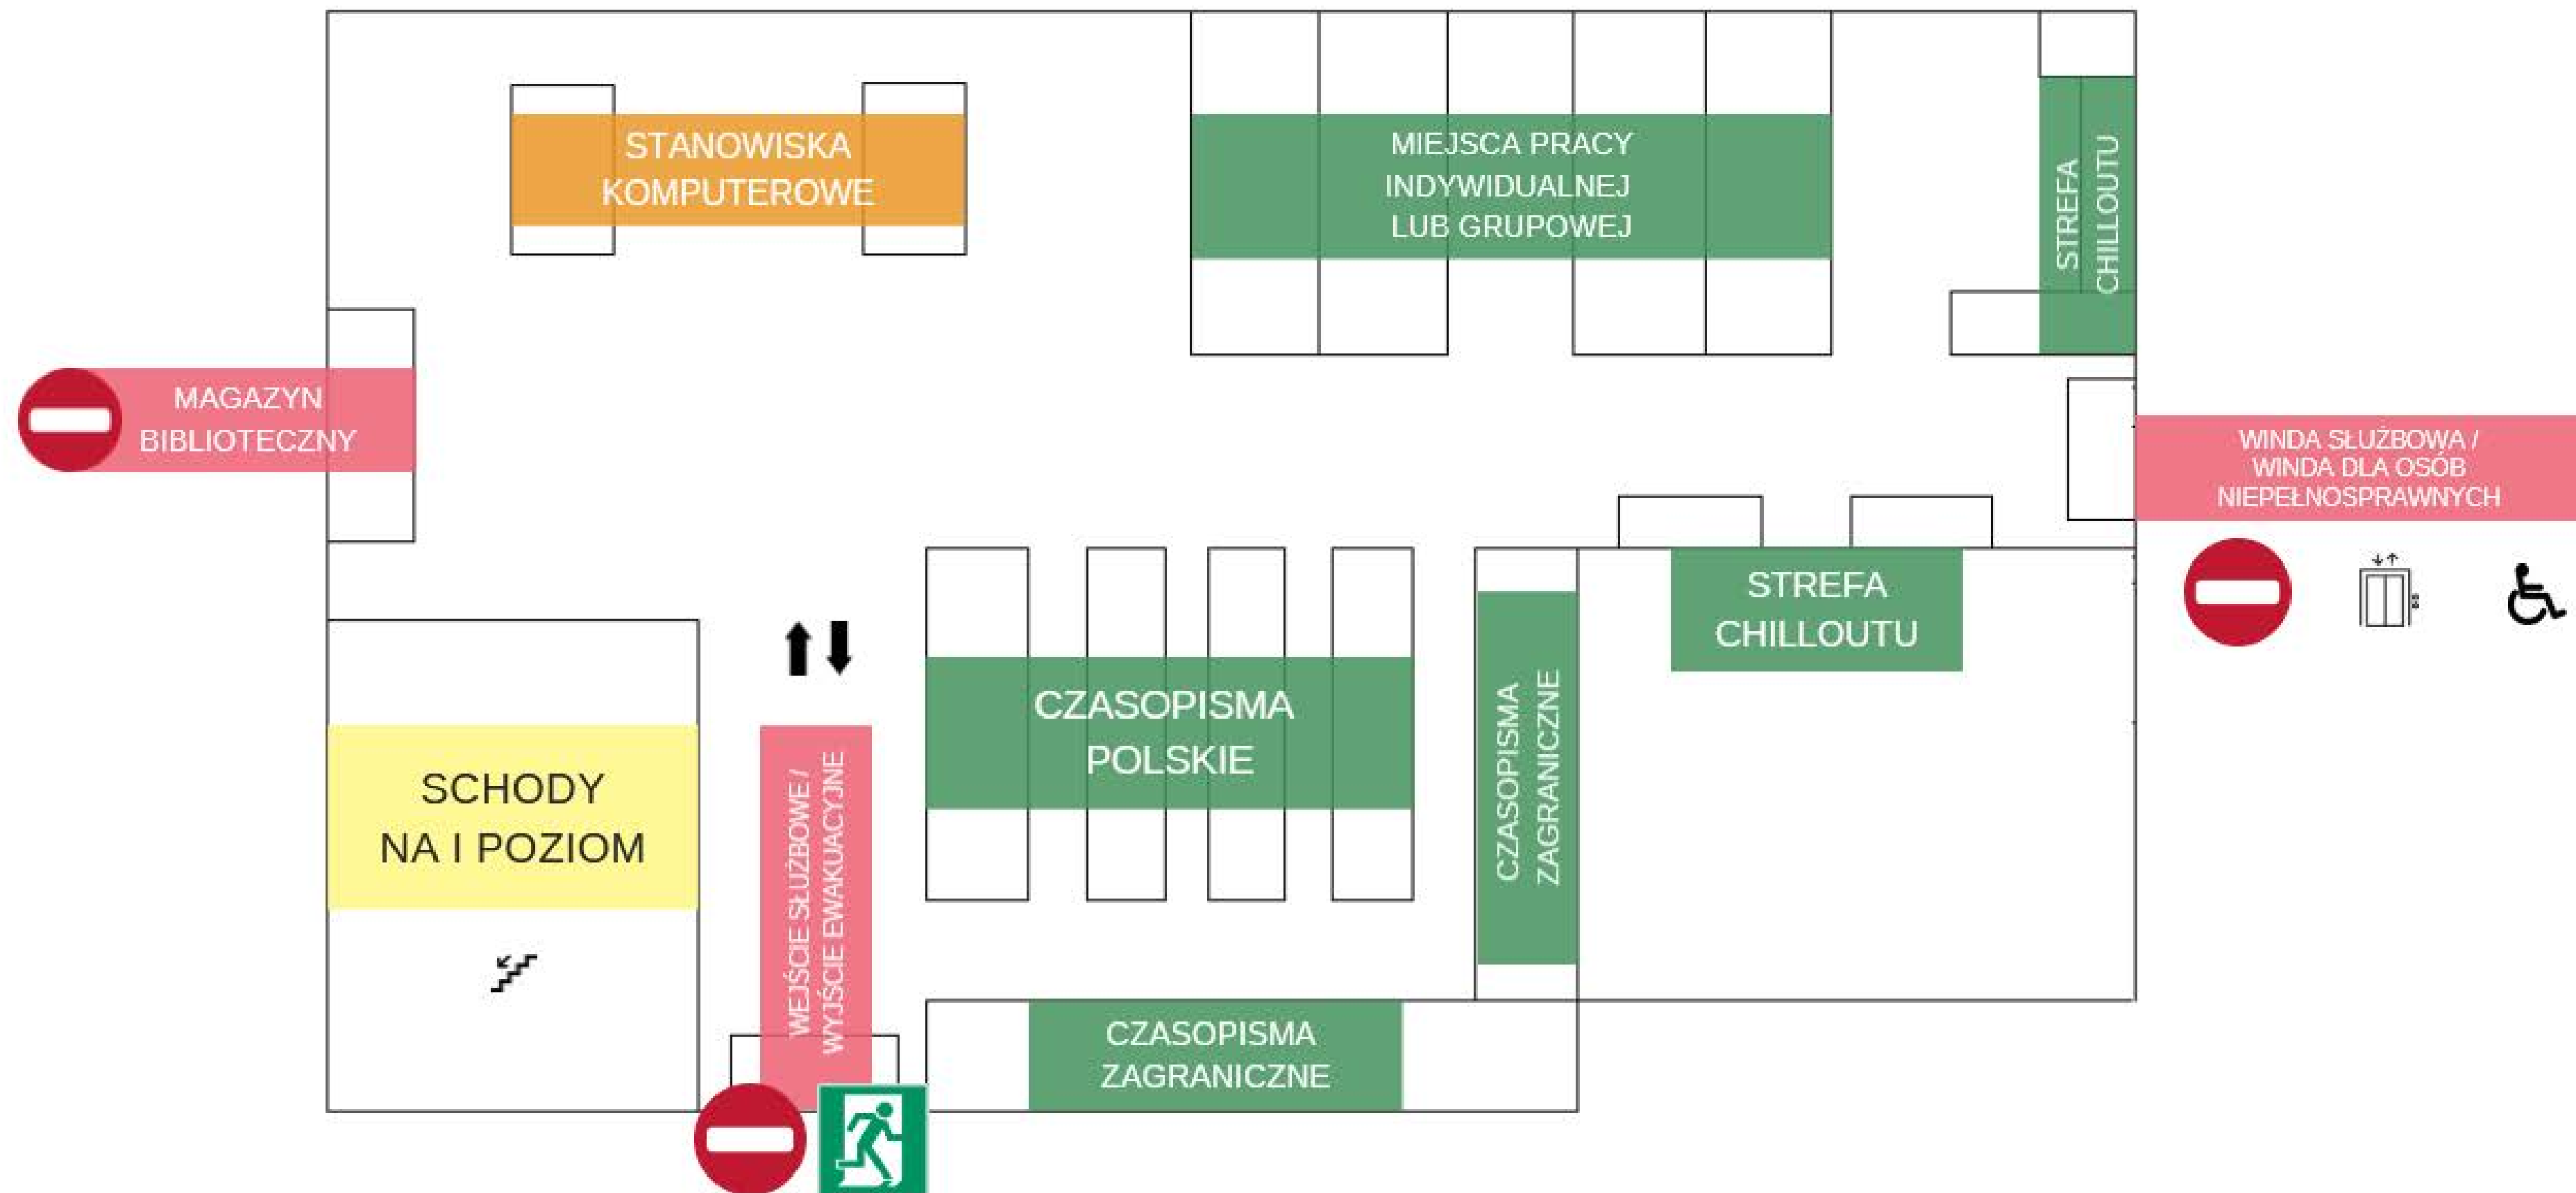 STANOWISKA
KOMPUTEROWE
MIEJSCA PRACY
INDYWIDUALNEJ
LUB GRUPOWEJ
STREFA
CHILLOUTU
MAGAZYN
BIBLIOTECZNY
WINDA SŁUŻBOWA /
WINDA DLA OSÓB
NIEPEŁNOSPRAWNYCH
STREFA
CHILLOUTU
CZASOPISMA
POLSKIE
CZASOPISMA
ZAGRANICZNE
SCHODY
NA I POZIOM
WEJŚCIE SŁUŻBOWE /
WYJŚCIE EWAKUACYJNE
CZASOPISMA
ZAGRANICZNE